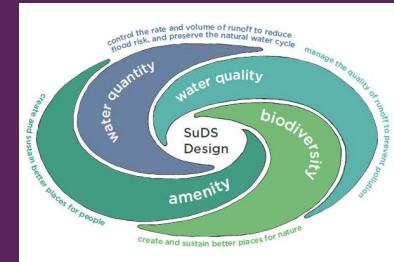 control the rate and volume of runoff to reduce
flood risk, and preserve the natural water cycle
manage the quality of runoff to prevent pollution
water quantity
water quality
SuDS
Design
biodiversity
amenity
create and sustain better places for people
create and sustain better places for nature